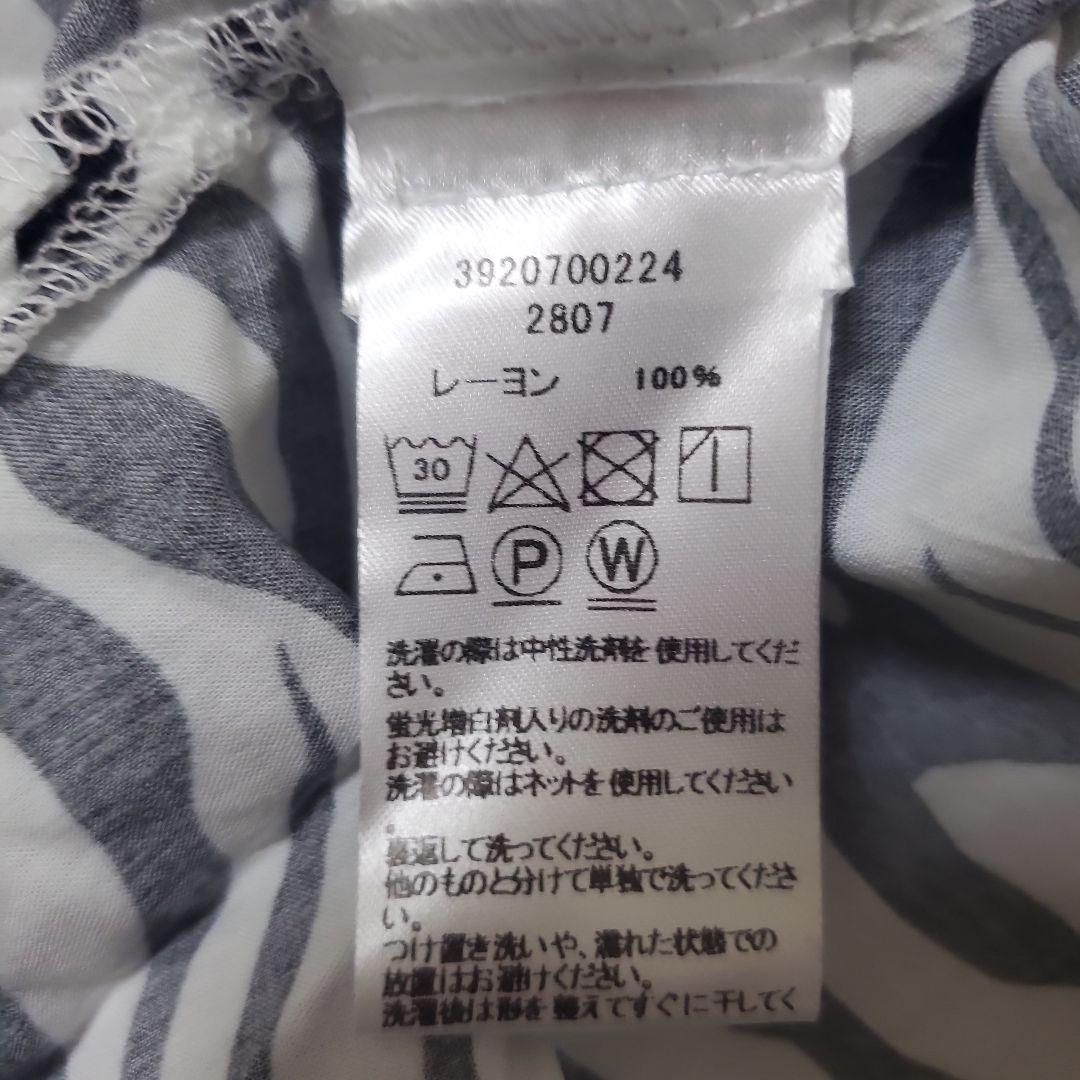 3920700224
2807
レーヨン 100%
30
P
W
洗濯の際は中性洗剤を使用してくだ
さい。
蛍光増白剤入りの洗剤のご使用は
お避けください。
洗濯の際はネットを使用してください
。
裏返して洗ってください。
他のものと分けて単独で洗ってくださ
い。
つけ置き洗いや、濡れた状態での
放置はお避けください。
洗濯後は形を整えてすぐに干してく